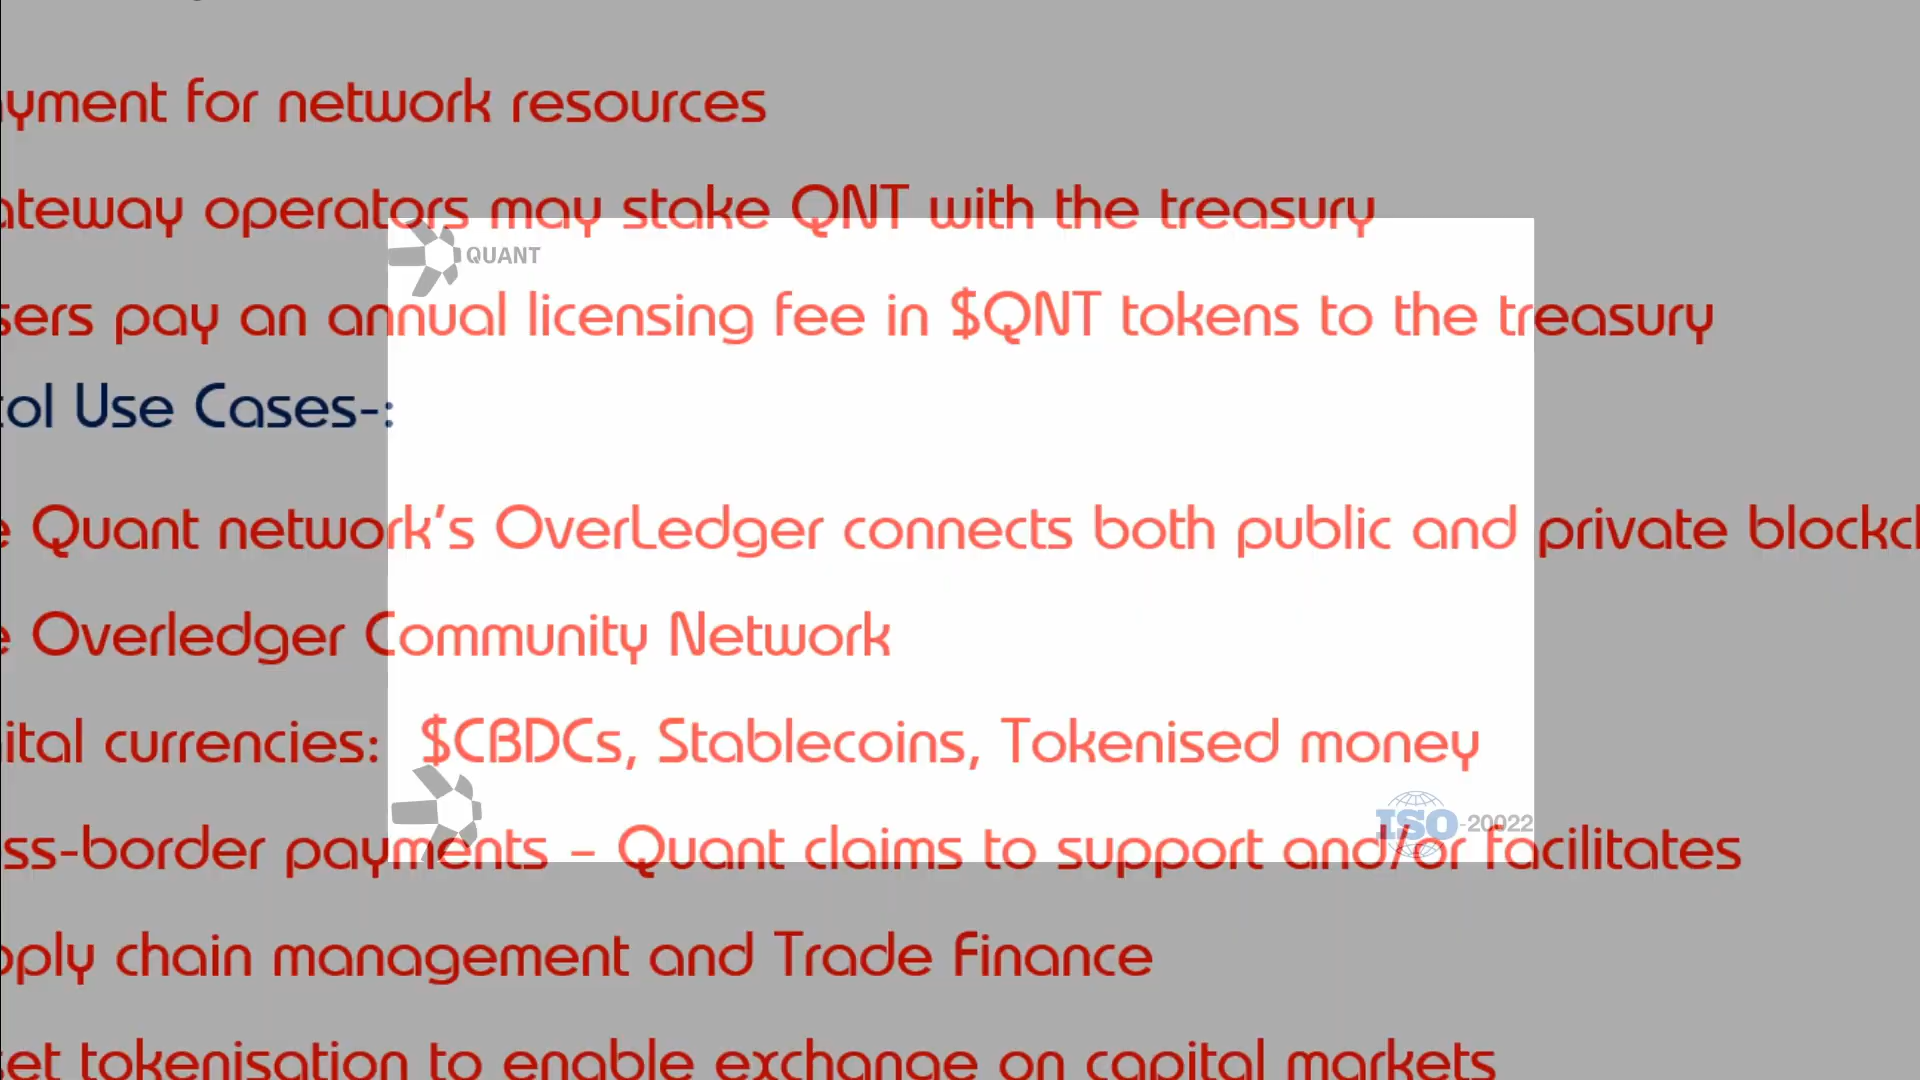 yment for network resources
ateway operators may stake QNT with the treasury
QUANT
sers pay an annual licensing fee in $QNT tokens to the treasury
col Use Cases-:
e Quant network's OverLedger connects both public and private blockc
e Overledger Community Network
ital currencies: $CBDCs, Stablecoins, Tokenised money
ISO-20022
ss-border payments – Quant claims to support and/or facilitates
pply chain management and Trade Finance
set tokenisation to enable exchange on capital markets